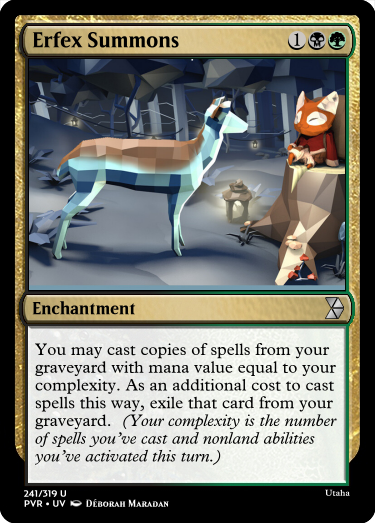 Erfex Summons 1
Enchantment
You may cast copies of spells from your
graveyard with mana value equal to your
complexity. As an additional cost to cast
spells this way, exile that card from your
graveyard. (Your complexity is the number
of spells you've cast and nonland abilities
you've activated this turn.)
241/319 U
Utaha
PVR • UV Déborah Maradan